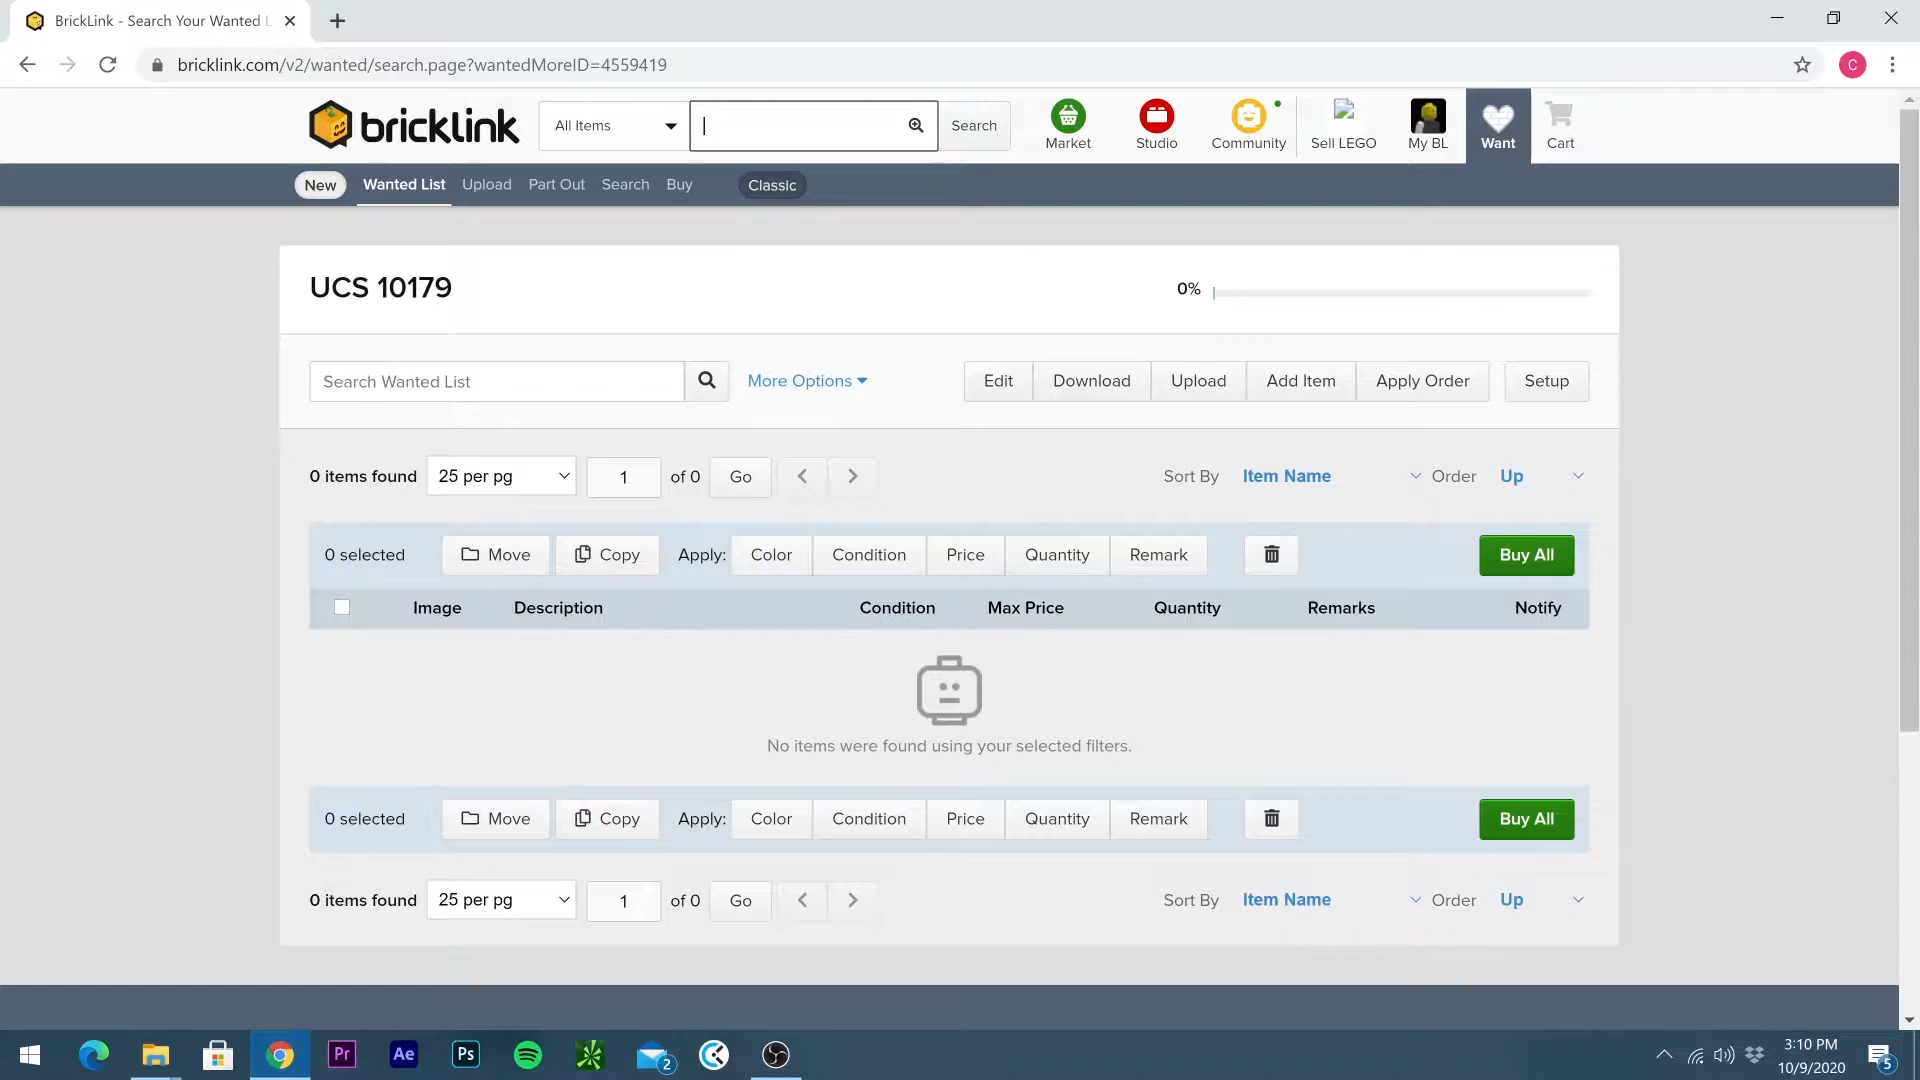 BrickLink - Search Your Wanted L
bricklink.com/v2/wanted/search.page?wantedMoreID=4559419
C
bricklink
All Items
Search
Market
Studio
Community
Sell LEGO
My BL
Want
Cart
New
Wanted List
Upload
Part Out
Search
Buy
Classic
UCS 10179
0%
Search Wanted List
More Options
Edit
Download
Upload
Add Item
Apply Order
Setup
0 items found
25 per pg
1
of 0
Go
Sort By
Item Name
Order
Up
0 selected
Move
Copy
Apply:
Color
Condition
Price
Quantity
Remark
Buy All
Image
Description
Condition
Max Price
Quantity
Remarks
Notify
No items were found using your selected filters.
0 selected
Move
Copy
Apply:
Color
Condition
Price
Quantity
Remark
Buy All
0 items found
25 per pg
1
of 0
Go
Sort By
Item Name
Order
Up
Pr
Ae
Ps
2
3:10 PM
10/9/2020
5